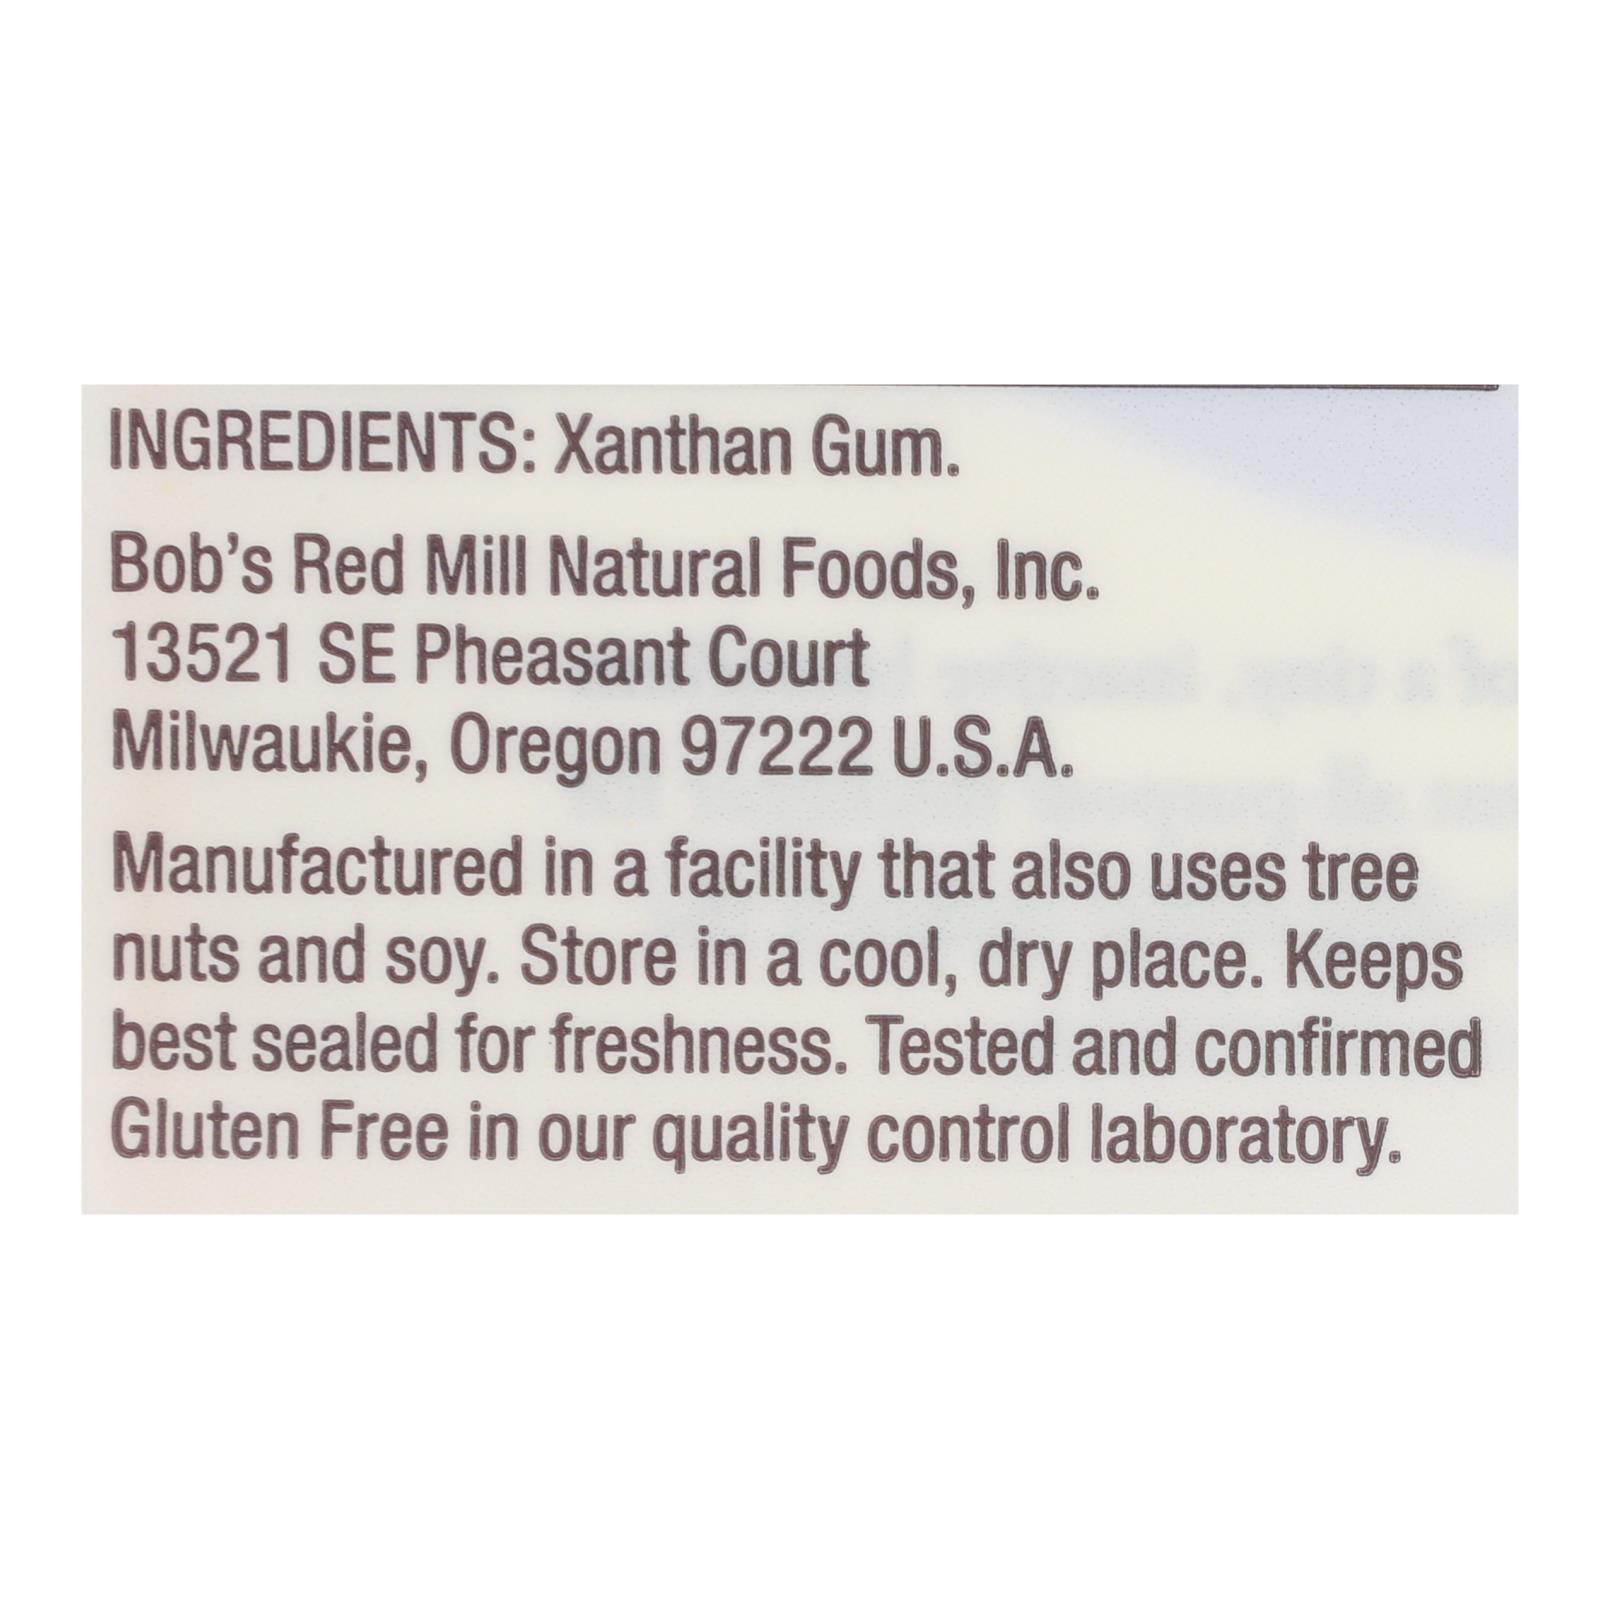 INGREDIENTS: Xanthan Gum.
Bob's Red Mill Natural Foods, Inc.
13521 SE Pheasant Court
Milwaukie, Oregon 97222 U.S.A.
Manufactured in a facility that also uses tree
nuts and soy. Store in a cool, dry place. Keeps
best sealed for freshness. Tested and confirmed
Gluten Free in our quality control laboratory.